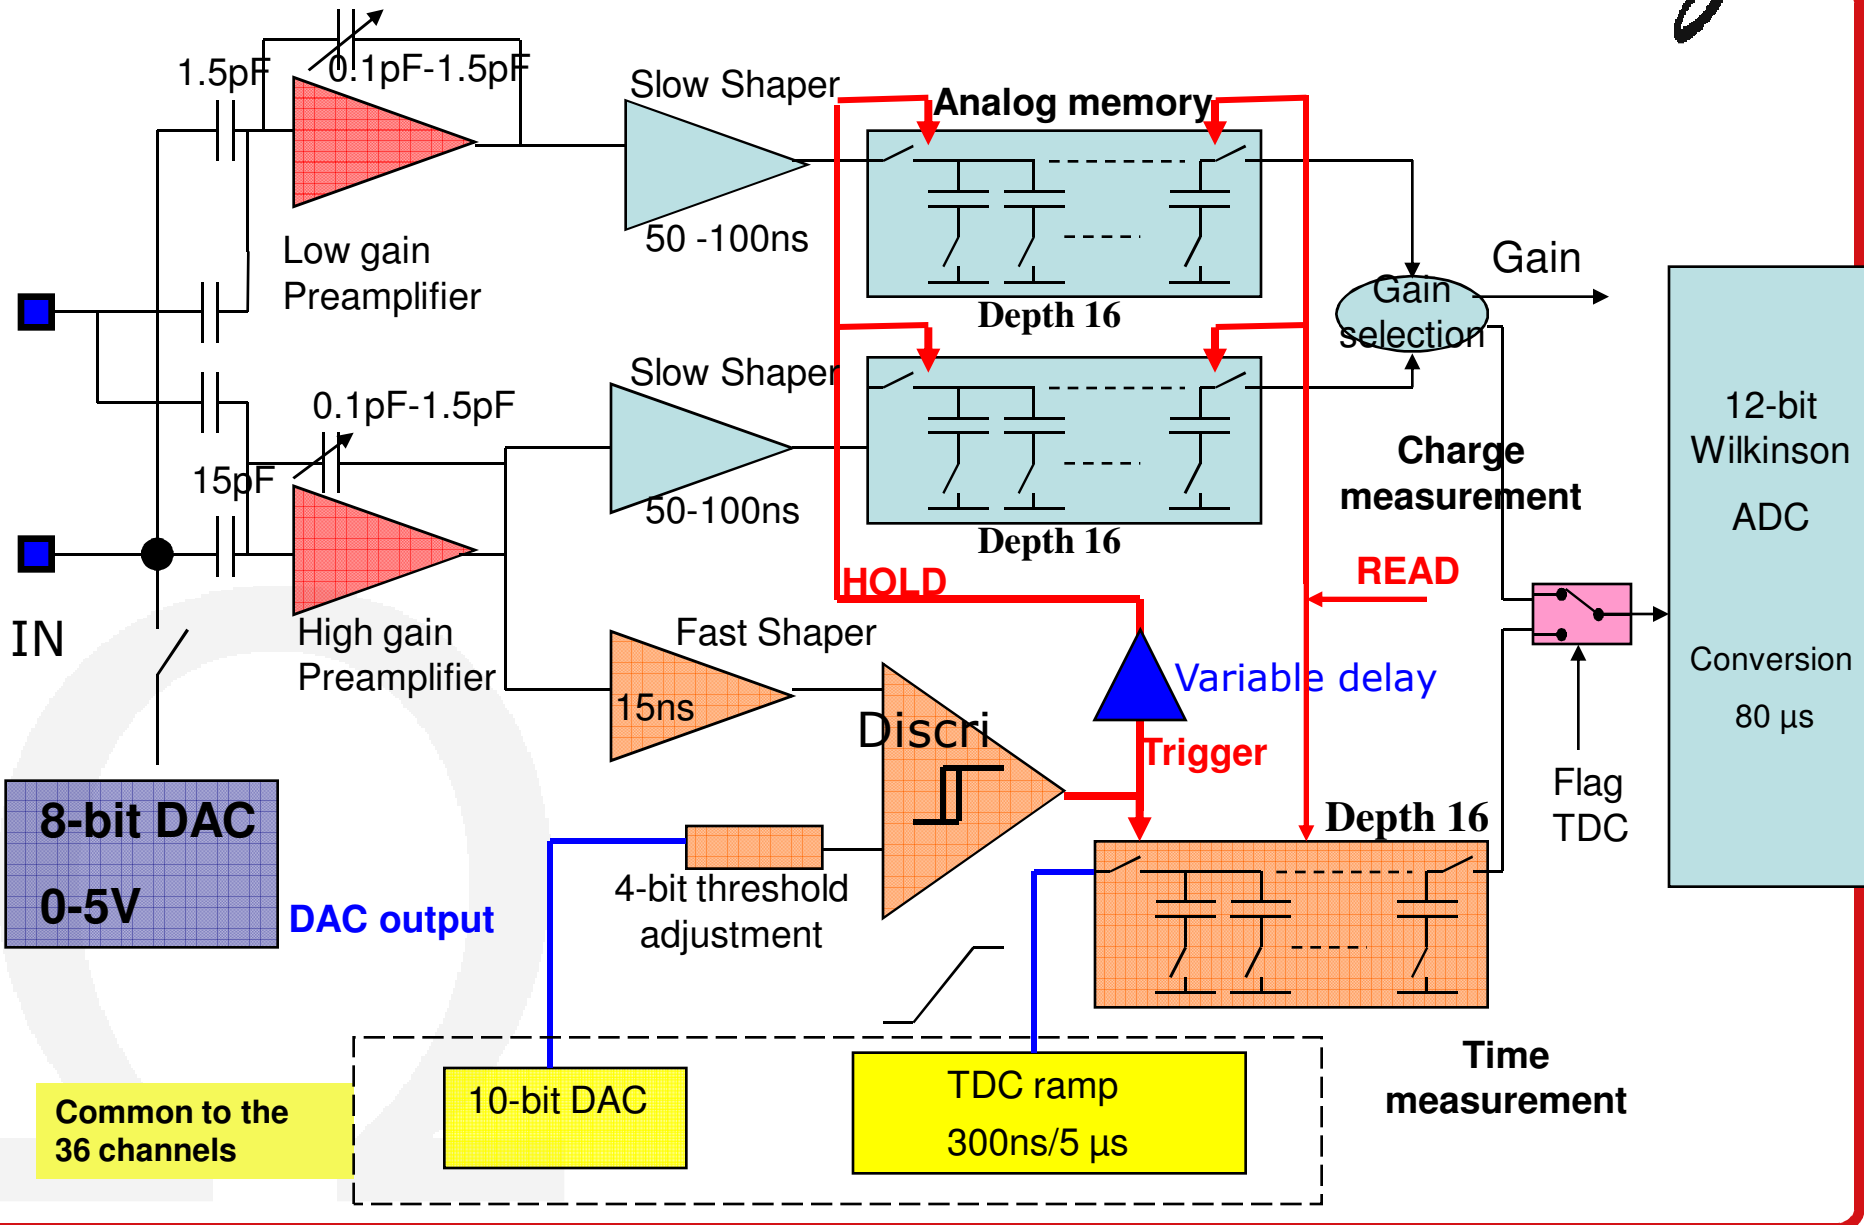 1.5pF
0.1pF-1.5pF
Slow Shaper
Analog memory
Low gain
Preamplifier
50 -100ns
Depth 16
Gain
Gain
selection
Slow Shaper
0.1pF-1.5pF
15pF
50-100ns
Depth 16
Charge
measurement
12-bit
Wilkinson
ADC
Conversion
80 µs
HOLD
READ
IN
High gain
Preamplifier
Fast Shaper
15ns
Discri
Variable delay
Trigger
Flag
TDC
8-bit DAC
0-5V
DAC output
4-bit threshold
adjustment
Depth 16
Time
measurement
Common to the
36 channels
10-bit DAC
TDC ramp
300ns/5 µs